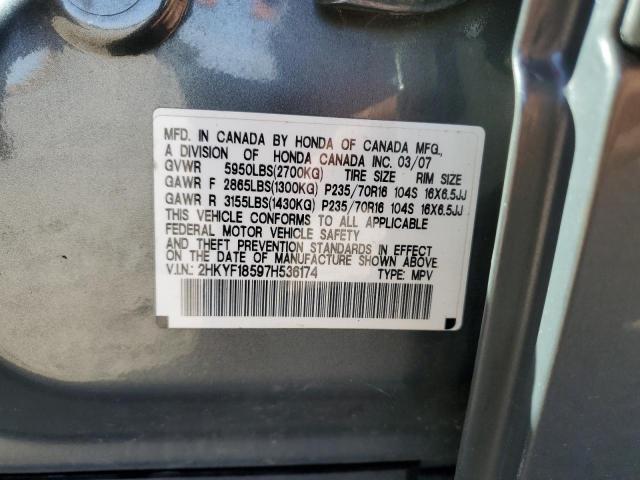 MFD. IN CANADA BY HONDA OF CANADA MFG.,
A DIVISION OF HONDA CANADA INC. 03/07
GVWR 5950LBS(2700KG) TIRE SIZE RIM SIZE
GAWR F 2865LBS(1300KG) P235/70R16 104S 16X6.5JJ
GAWR R 3155LBS(1430KG) P235/70R16 104S 16X6.5JJ
THIS VEHICLE CONFORMS TO ALL APPLICABLE
FEDERAL MOTOR VEHICLE SAFETY
AND THEFT PREVENTION STANDARDS IN EFFECT
ON THE DATE OF MANUFACTURE SHOWN ABOVE.
V.I.N.: 2HKYF18597H536174 TYPE: MPV